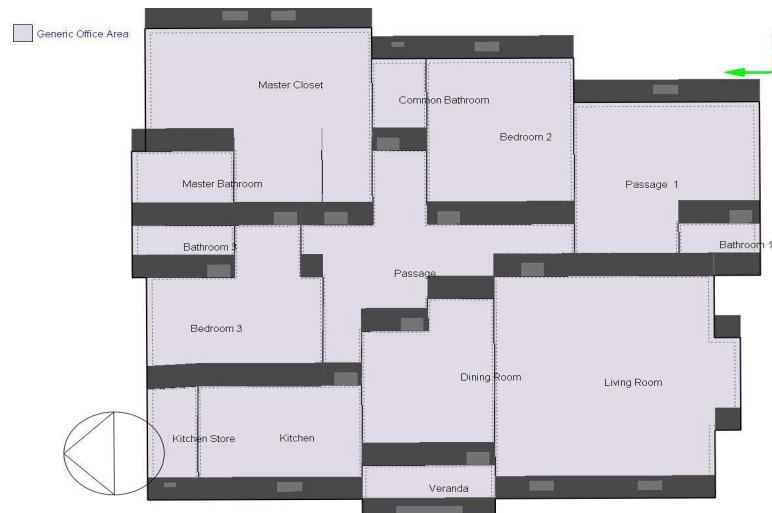 Generic Office Area
Master Closet
Common Bathroom
Bedroom 2
Master Bathroom
Passage 1
Bathroom 3
Bathroom 1
Passage
Bedroom 3
Dining Room
Living Room
Kitchen Store
Kitchen
Veranda